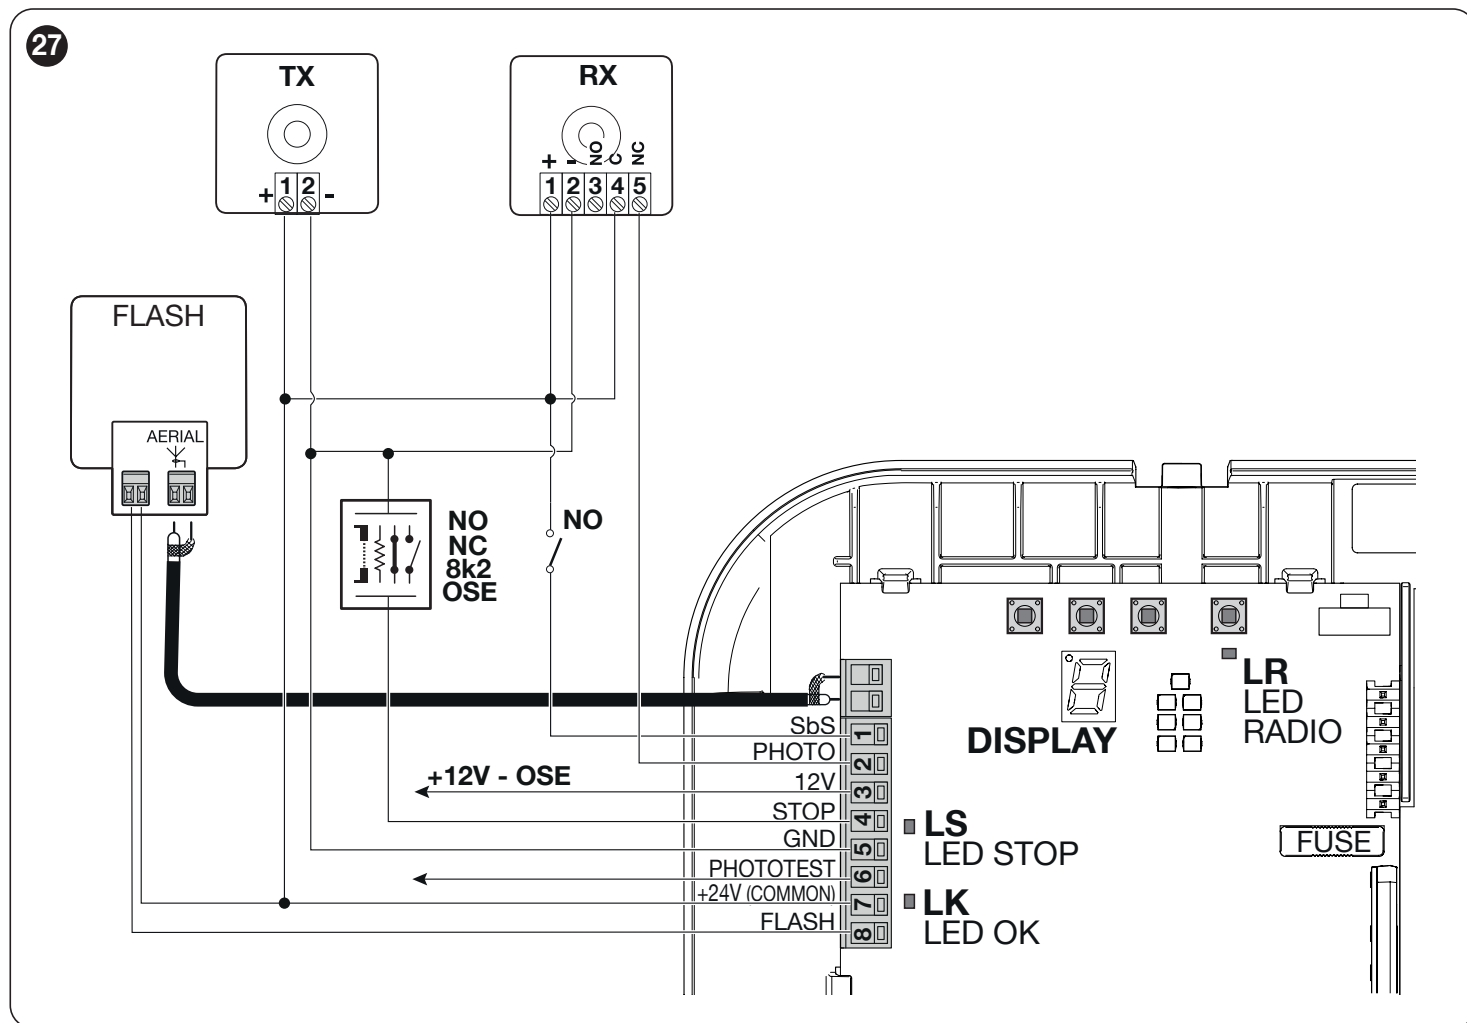 27
TX
RX
+ 1 2 -
+ - NO C NC
1 2 3 4 5
FLASH
AERIAL
NO
NC
8k2
OSE
NO
SbS 1
PHOTO 2
+12V - OSE
12V 3
STOP 4
GND 5
PHOTOTEST 6
+24V (COMMON) 7
FLASH 8
DISPLAY
LR
LED
RADIO
LS
LED STOP
LK
LED OK
FUSE